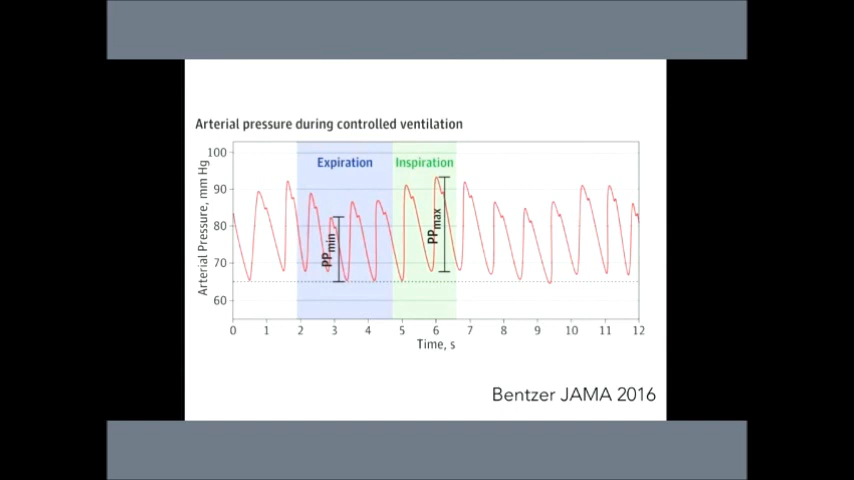 Arterial pressure during controlled ventilation
Arterial Pressure, mm Hg
100
90
80
70
60
Expiration
Inspiration
PPmin
PPmax
0 1 2 3 4 5 6 7 8 9 10 11 12
Time, s
Bentzer JAMA 2016